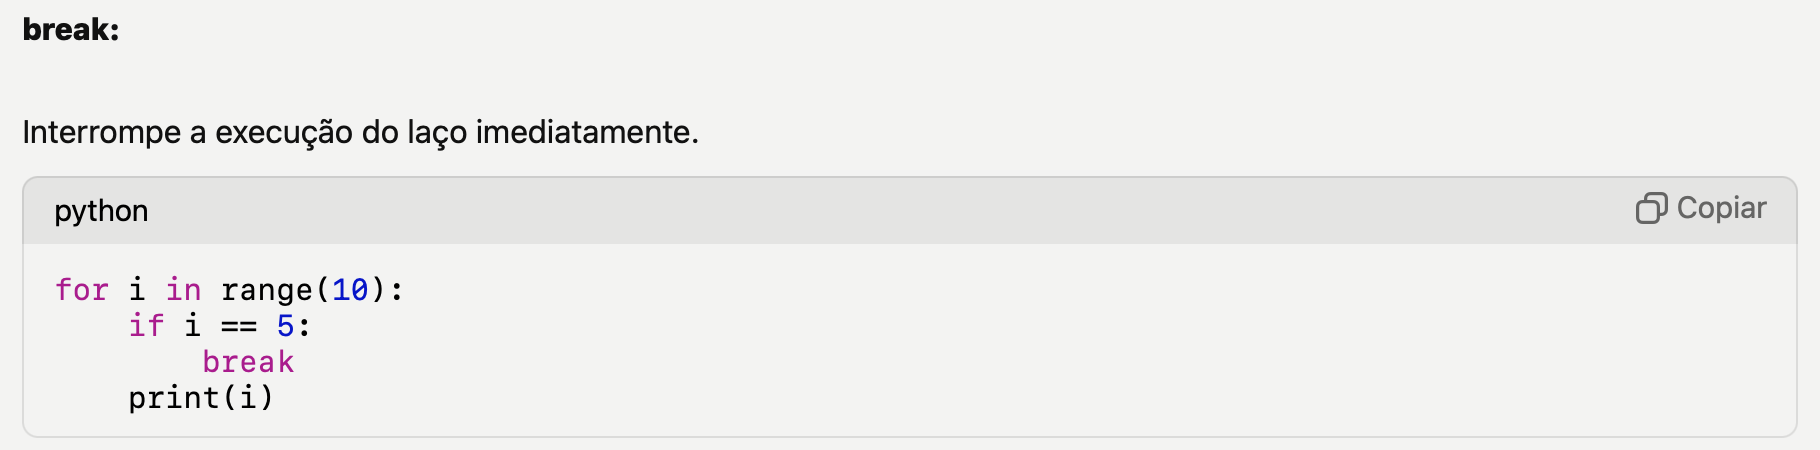 break:
Interrompe a execução do laço imediatamente.
python
Copiar
for i in range(10):
    if i == 5:
        break
    print(i)